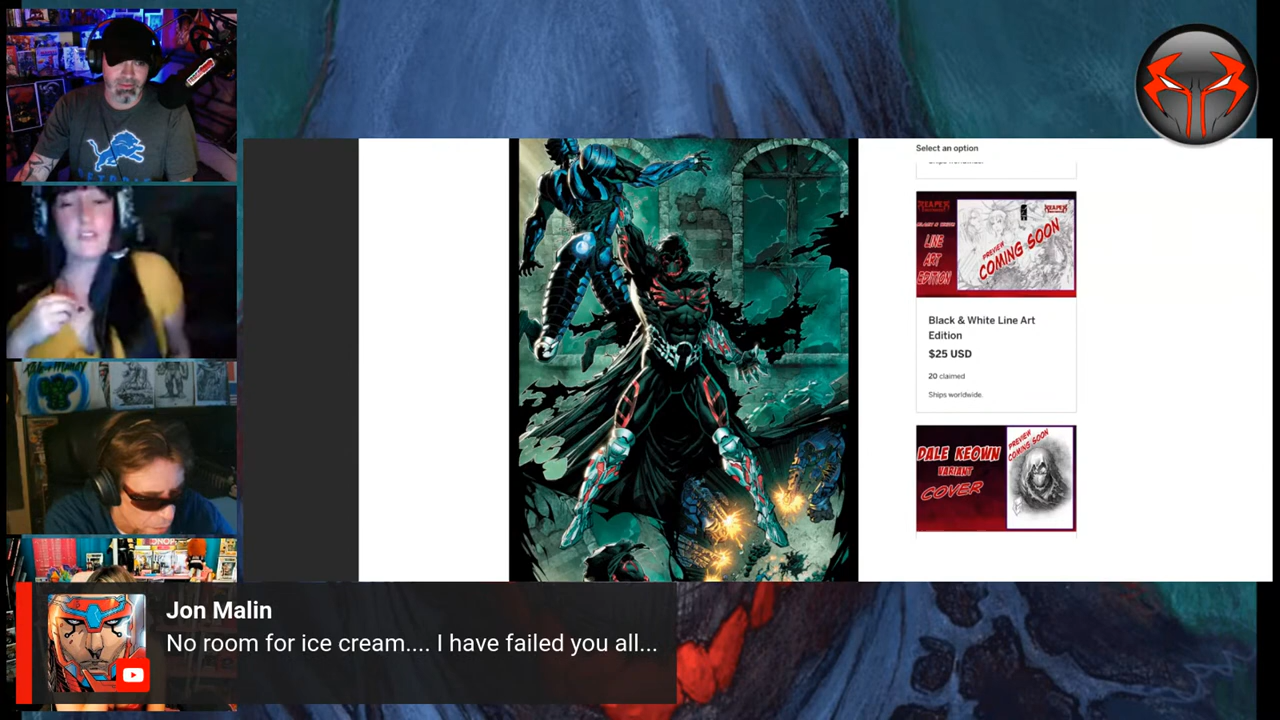 Select an option
REAPER
REAPER
LINE
ART
EDITION
PREVIEW
COMING SOON
Black & White Line Art
Edition
$25 USD
20 claimed
Ships worldwide.
DALE KEOWN
VARIANT
COVER
PREVIEW
COMING SOON
Jon Malin
No room for ice cream.... I have failed you all...